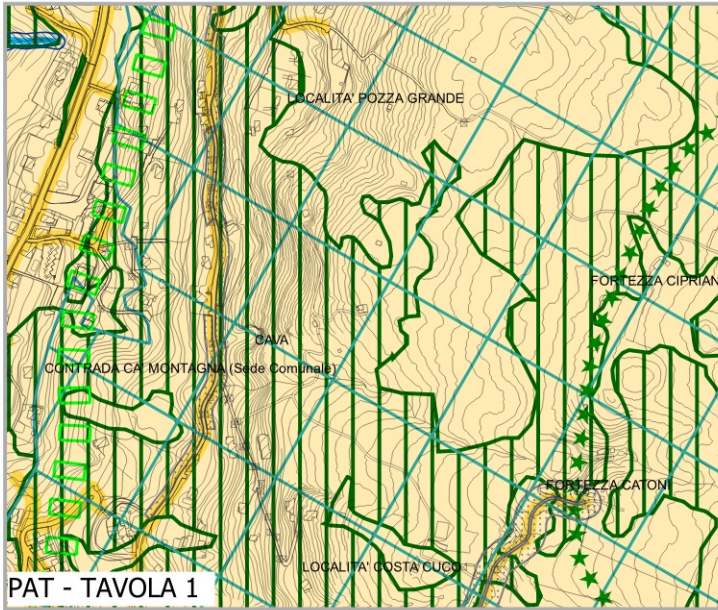 LOCALITA' POZZA GRANDE
FORTEZZA CIPRIAN
CAVA
CONTRADA CA' MONTAGNA (Sede Comunale)
FORTEZZA CATONI
LOCALITA' COSTA CUCO
PAT - TAVOLA 1